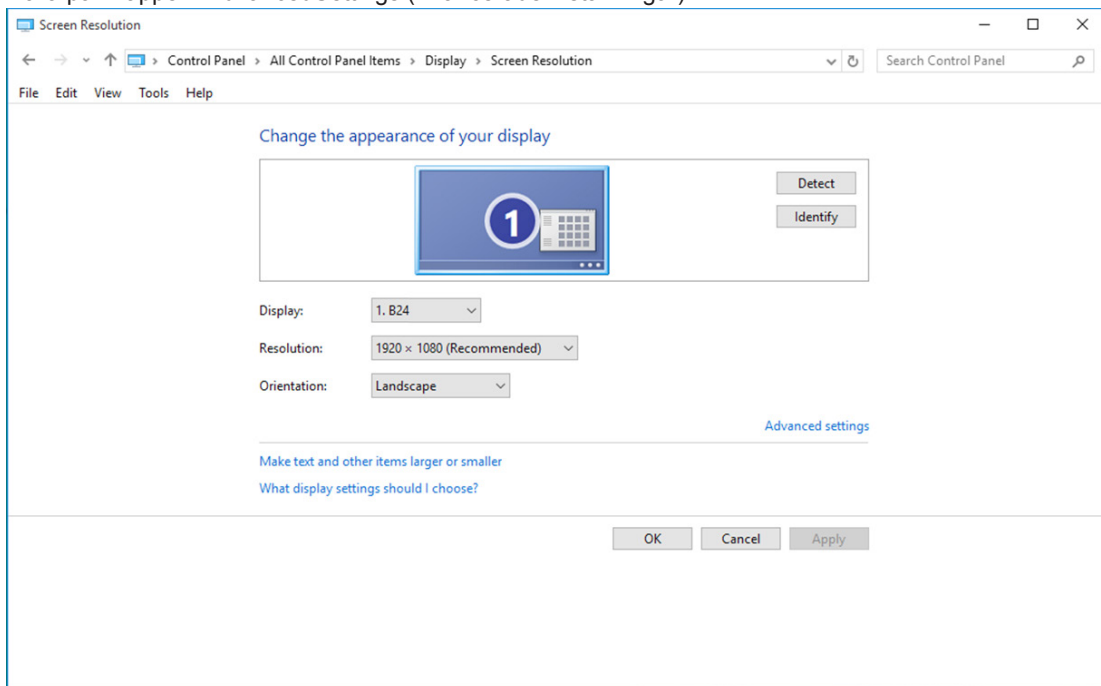 Screen Resolution
Control Panel > All Control Panel Items > Display > Screen Resolution
Search Control Panel
File Edit View Tools Help
Change the appearance of your display
1
Detect
Identify
Display: 1. B24
Resolution: 1920 × 1080 (Recommended)
Orientation: Landscape
Advanced settings
Make text and other items larger or smaller
What display settings should I choose?
OK Cancel Apply